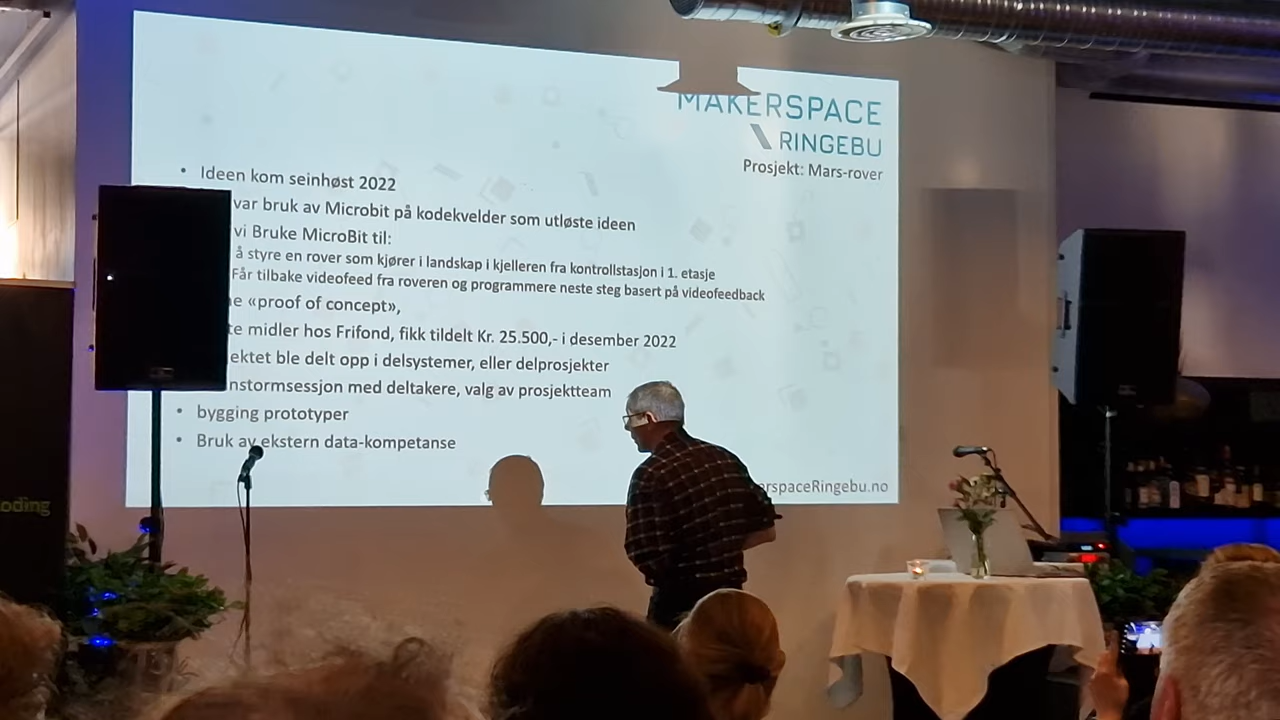 MAKERSPACE
RINGEBU
Prosjekt: Mars-rover
• Ideen kom seinhøst 2022
var bruk av Microbit på kodekvelder som utløste ideen
vi Bruke MicroBit til:
å styre en rover som kjører i landskap i kjelleren fra kontrollstasjon i 1. etasje
Får tilbake videofeed fra roveren og programmere neste steg basert på videofeedback
e «proof of concept»,
te midler hos Frifond, fikk tildelt Kr. 25.500,- i desember 2022
ektet ble delt opp i delsystemer, eller delprosjekter
nstormsesjon med deltakere, valg av prosjektteam
• bygging prototyper
• Bruk av ekstern data-kompetanse
erspaceRingebu.no
oding